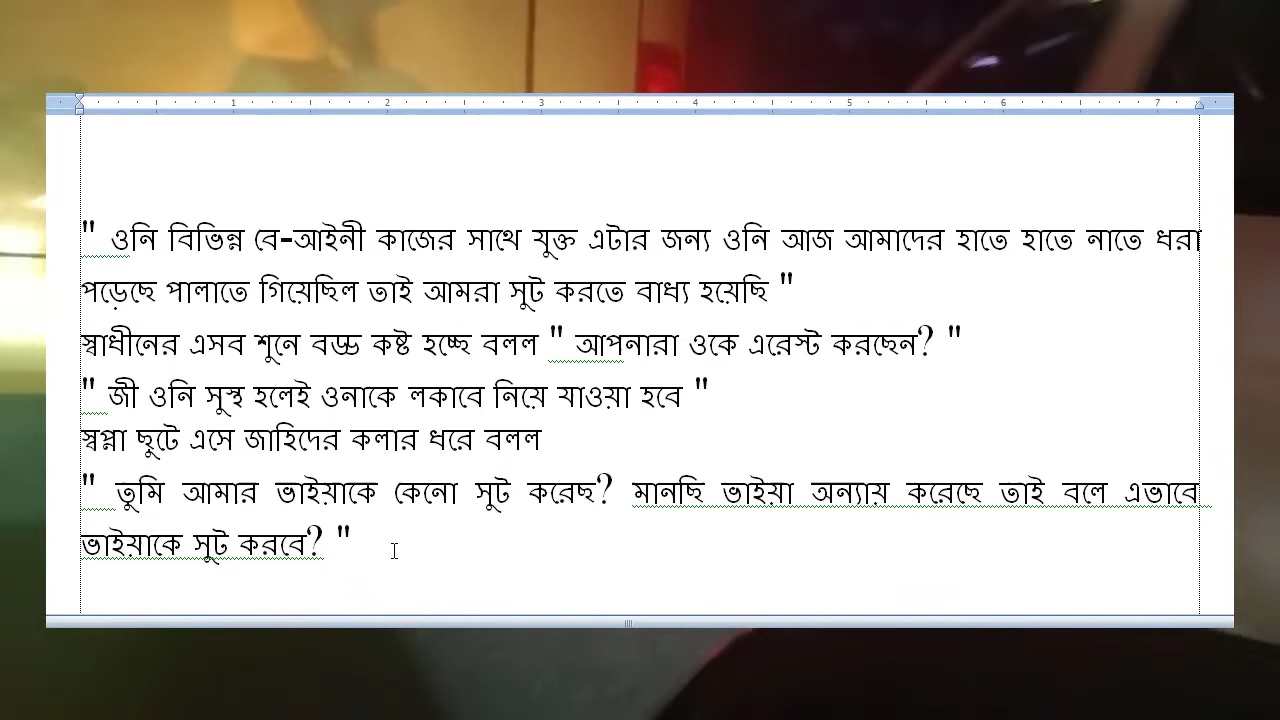 " ওনি বিভিন্ন বে-আইনী কাজের সাথে যুক্ত এটার জন্য ওনি আজ আমাদের হাতে হাতে নাতে ধরা
পড়েছে পালাতে গিয়েছিল তাই আমরা সুট করতে বাধ্য হয়েছি "
স্বাধীনের এসব শুনে বড্ড কষ্ট হচ্ছে বলল " আপনারা ওকে এরেস্ট করছেন? "
" জী ওনি সুস্থ হলেই ওনাকে লকাবে নিয়ে যাওয়া হবে "
স্বপ্না ছুটে এসে জাহিদের কলার ধরে বলল
" তুমি আমার ভাইয়াকে কেনো সুট করেছ? মানছি ভাইয়া অন্যায় করেছে তাই বলে এভাবে
ভাইয়াকে সুট করবে? "